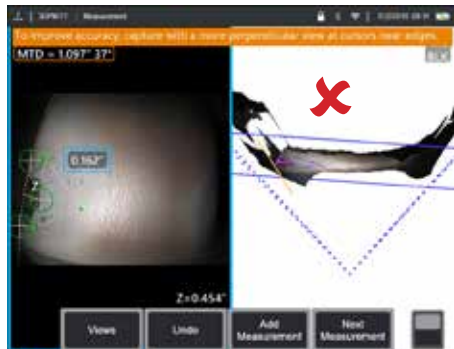 Measurement
To improve accuracy, capture with a more perpendicular view at cursors near edges.
MTD = 1.097" 37°
0.162"
Z
Z=0.454"
Views
Undo
Add
Measurement
Next
Measurement